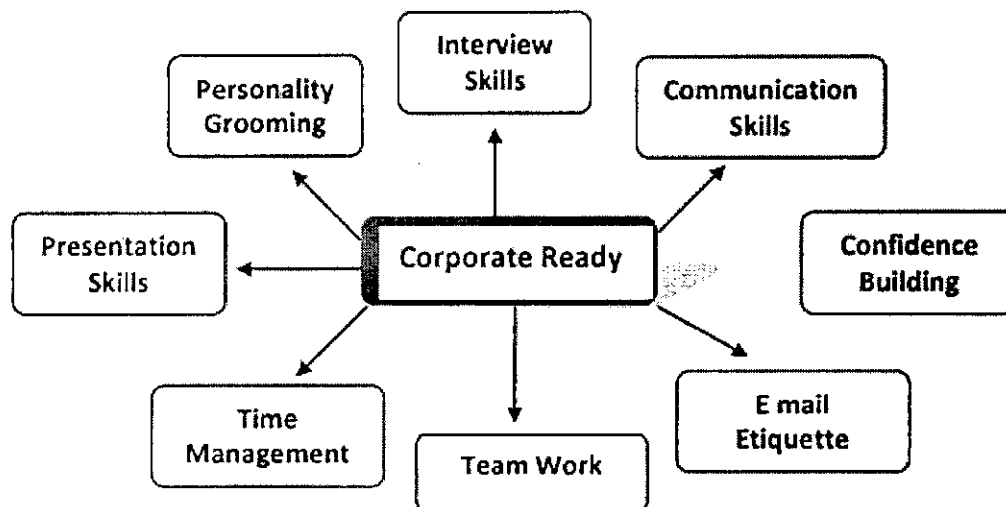 Interview
Skills
Personality
Grooming
Communication
Skills
Presentation
Skills
Corporate Ready
Confidence
Building
Time
Management
Team Work
E mail
Etiquette